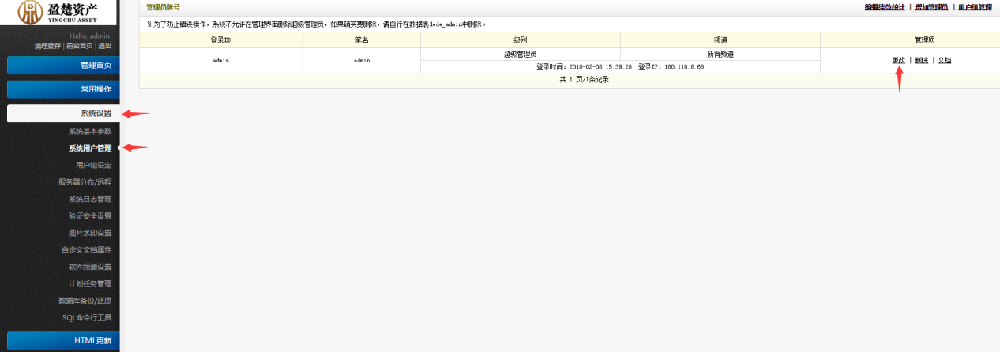 盈楚资产
YINGCHU ASSET
Hello, admin
清理缓存 | 前台首页 | 退出
管理首页
常用操作
系统设置
系统基本参数
系统用户管理
用户组设定
服务器分布/远程
系统日志管理
验证安全设置
图片水印设置
自定义文档属性
软件频道设置
计划任务管理
数据库备份/还原
SQL命令行工具
HTML更新
管理员帐号
编辑绩效统计 | 增加管理员 | 用户组管理
§ 为了防止错误操作，系统不允许在管理界面删除超级管理员，如果确实要删除，请自行在数据表dede_admin中删除。
登录ID 笔名 级别 频道 管理项
admin admin 超级管理员 所有频道 更改 | 删除 | 文档
登录时间：2018-02-08 15:39:28 登录IP：180.118.8.68
共 1 页/1条记录